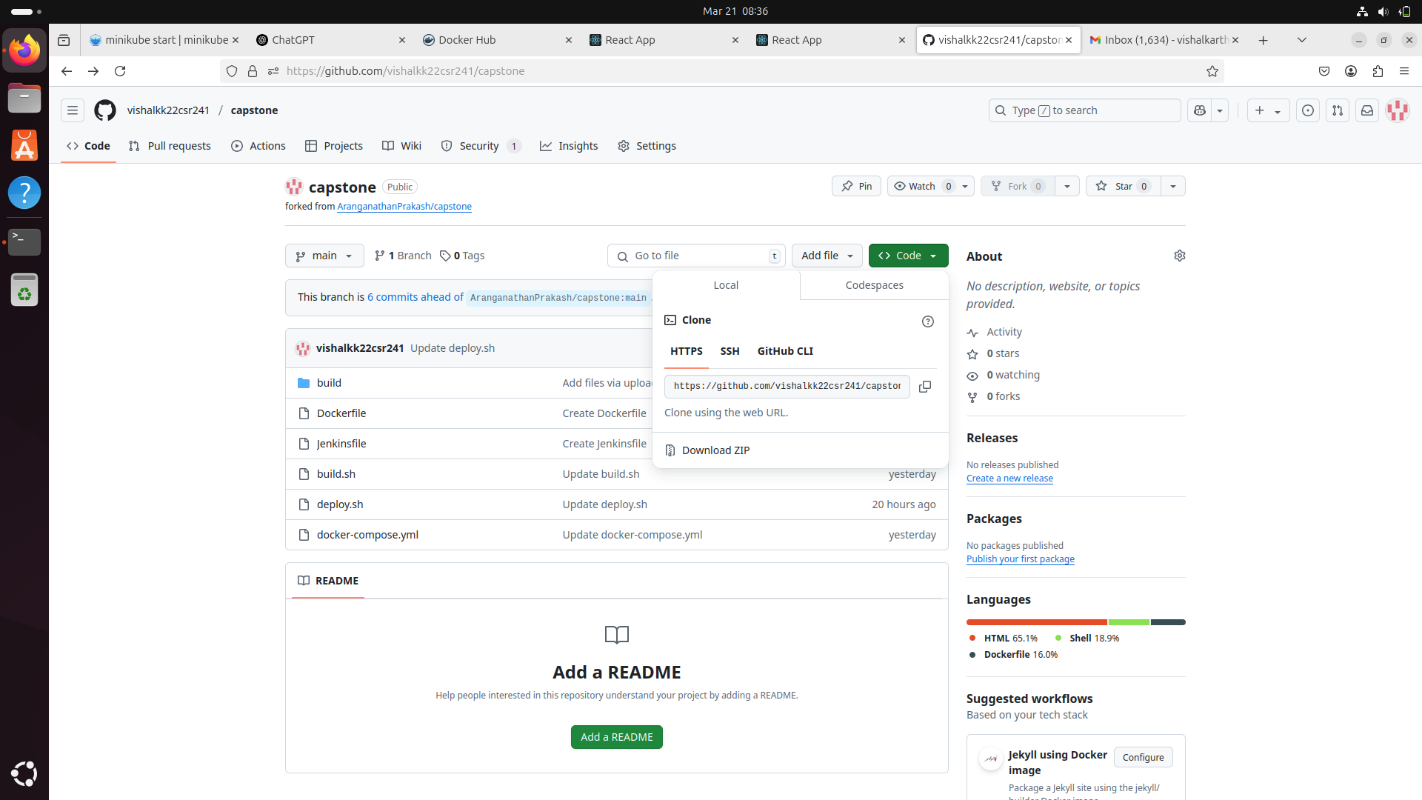 Mar 21 08:36
minikube start | minikube
ChatGPT
Docker Hub
React App
React App
vishalkk22csr241/capston
Inbox (1,634) - vishalkarth
https://github.com/vishalkk22csr241/capstone
vishalkk22csr241 / capstone
Type / to search
Code
Pull requests
Actions
Projects
Wiki
Security 1
Insights
Settings
capstone Public
Pin
Watch 0
Fork 0
Star 0
forked from AranganathanPrakash/capstone
main
1 Branch
0 Tags
Go to file t
Add file
Code
Local
Codespaces
Clone
HTTPS
SSH
GitHub CLI
https://github.com/vishalkk22csr241/capston
Clone using the web URL.
Download ZIP
This branch is 6 commits ahead of AranganathanPrakash/capstone:main .
vishalkk22csr241 Update deploy.sh
build Add files via uploa
Dockerfile Create Dockerfile
Jenkinsfile Create Jenkinsfile
build.sh Update build.sh yesterday
deploy.sh Update deploy.sh 20 hours ago
docker-compose.yml Update docker-compose.yml yesterday
README
Add a README
Help people interested in this repository understand your project by adding a README.
Add a README
About
No description, website, or topics
provided.
Activity
0 stars
0 watching
0 forks
Releases
No releases published
Create a new release
Packages
No packages published
Publish your first package
Languages
HTML 65.1%
Shell 18.9%
Dockerfile 16.0%
Suggested workflows
Based on your tech stack
Jekyll using Docker
image
Configure
Package a Jekyll site using the jekyll/
builder Docker image.